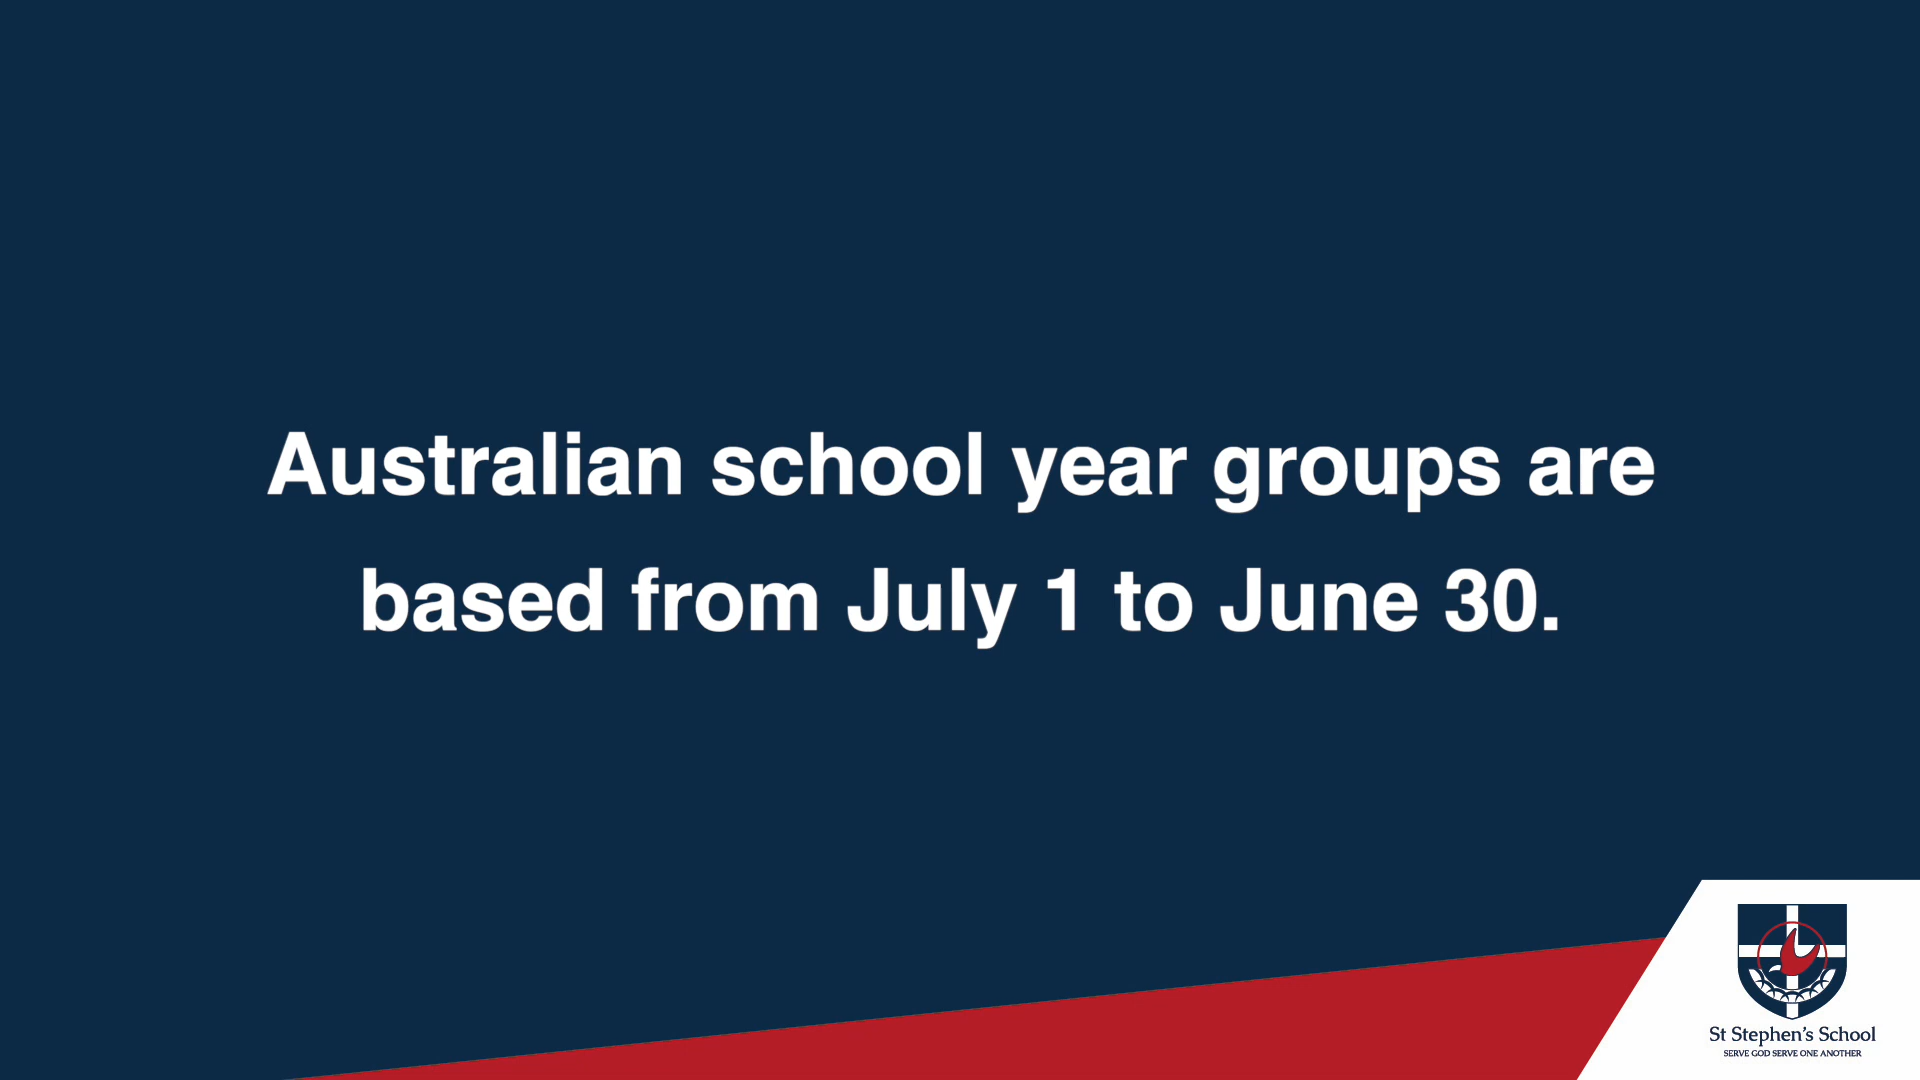 Australian school year groups are
based from July 1 to June 30.
St Stephen's School
SERVE GOD SERVE ONE ANOTHER